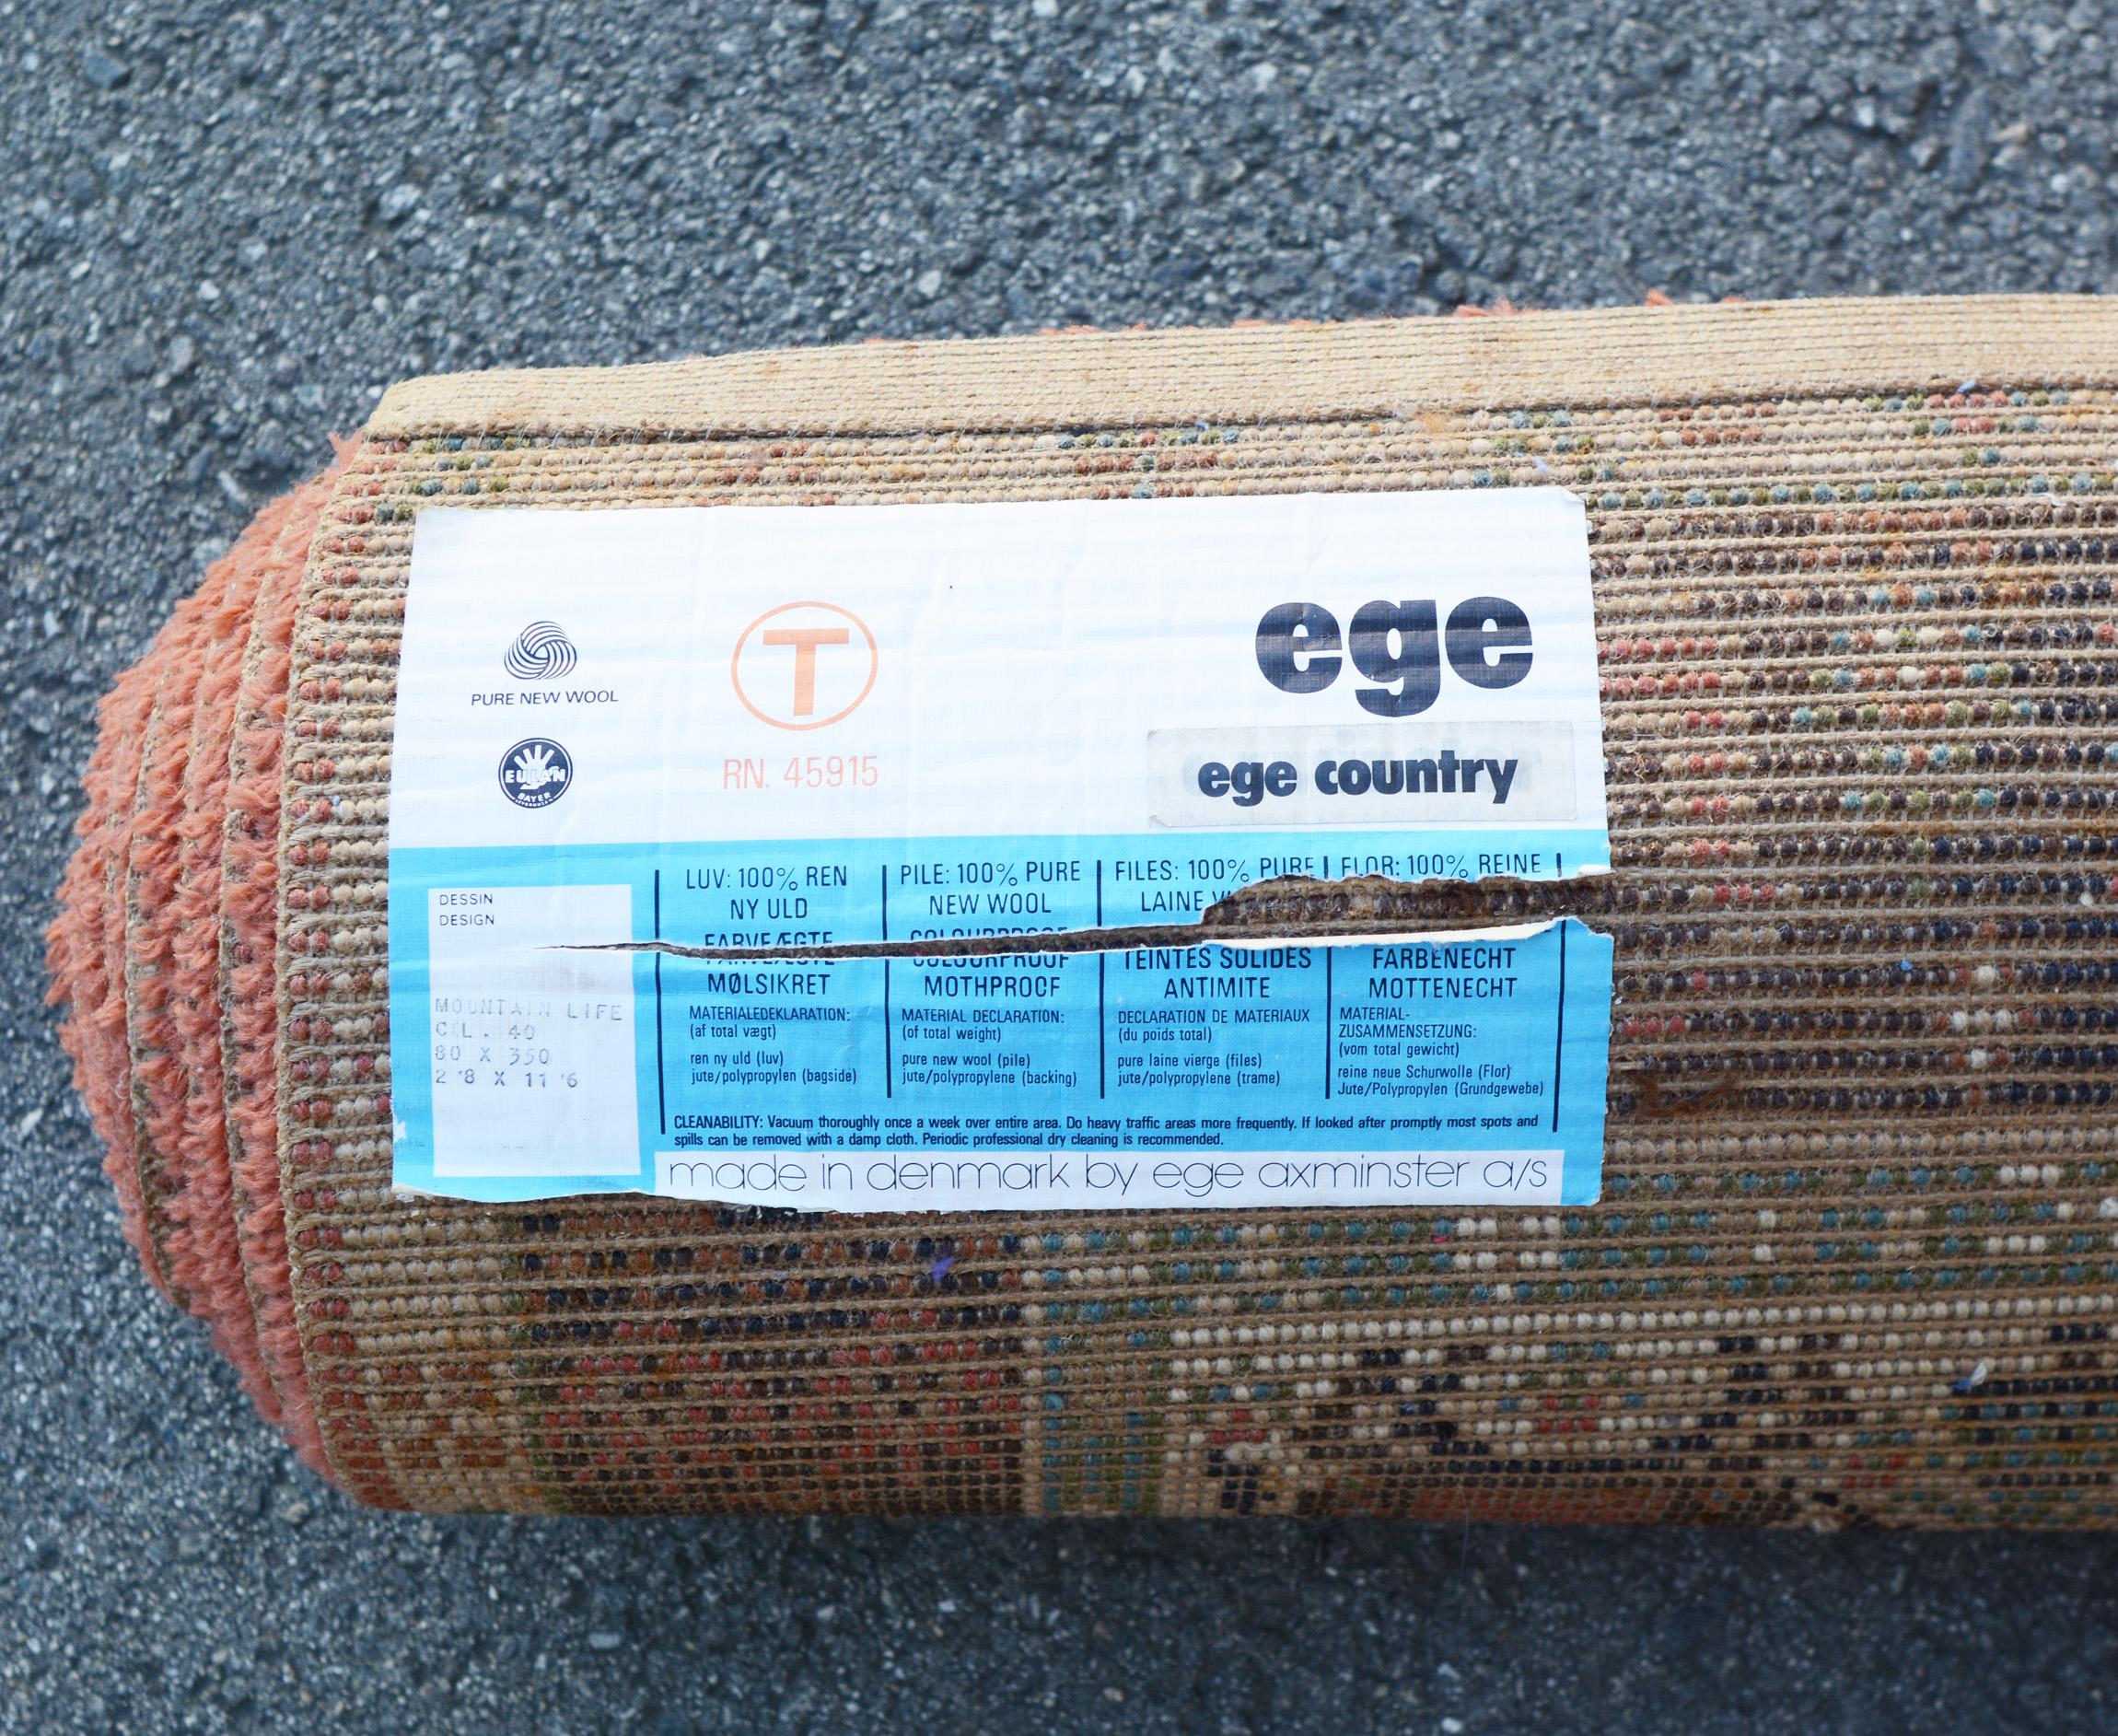 PURE NEW WOOL
EULAN
BAYER
T
RN. 45915
ege
ege country
DESSIN
DESIGN
MOUNTAIN LIFE
COL. 40
80 X 350
2'8 X 11'6
LUV: 100% REN
NY ULD
FARVEÆGTE
MØLSIKRET
MATERIALEDEKLARATION:
(af total vægt)
ren ny uld (luv)
jute/polypropylen (bagside)
PILE: 100% PURE
NEW WOOL
COLOURPROOF
MOTHPROOF
MATERIAL DECLARATION:
(of total weight)
pure new wool (pile)
jute/polypropylene (backing)
FILES: 100% PURE
LAINE
TEINTES SOLIDES
ANTIMITE
DECLARATION DE MATERIAUX
(du poids total)
pure laine vierge (files)
jute/polypropylene (trame)
FLOR: 100% REINE
FARBENECHT
MOTTENECHT
MATERIAL-
ZUSAMMENSETZUNG:
(vom total gewicht)
reine neue Schurwolle (Flor)
Jute/Polypropylen (Grundgewebe)
CLEANABILITY: Vacuum thoroughly once a week over entire area. Do heavy traffic areas more frequently. If looked after promptly most spots and
spills can be removed with a damp cloth. Periodic professional dry cleaning is recommended.
made in denmark by ege axminster a/s